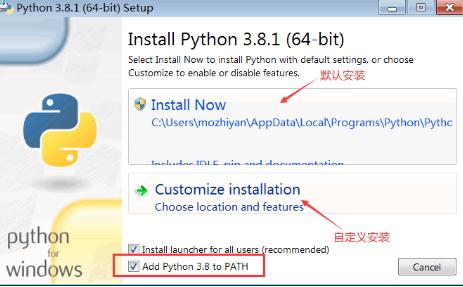 Python 3.8.1 (64-bit) Setup
Install Python 3.8.1 (64-bit)
Select Install Now to install Python with default settings, or choose
Customize to enable or disable features.
默认安装
Install Now
C:\Users\mozhiyan\AppData\Local\Programs\Python\Pythc
Includes IDLE, pip and documentation
Customize installation
Choose location and features
自定义安装
python
for
windows
Install launcher for all users (recommended)
Add Python 3.8 to PATH
Cancel